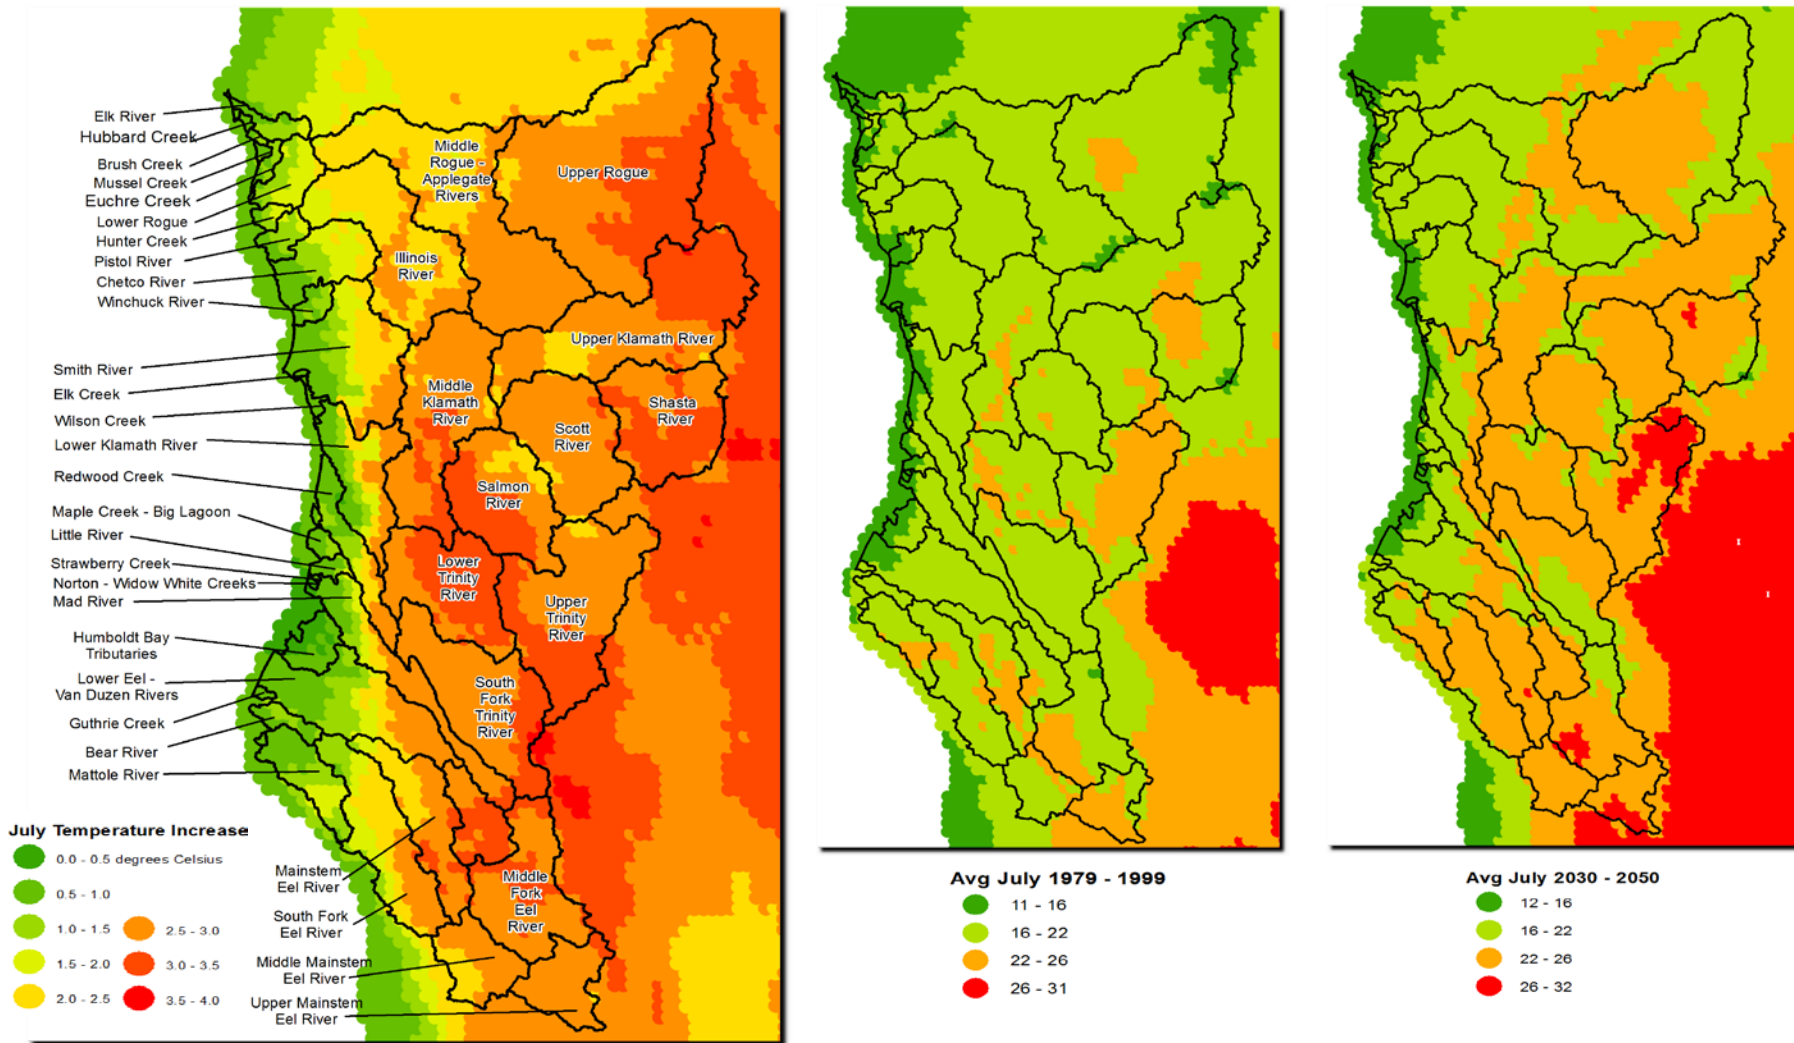 Elk River
Hubbard Creek
Brush Creek
Mussel Creek
Euchre Creek
Lower Rogue
Hunter Creek
Pistol River
Chetco River
Winchuck River
Smith River
Elk Creek
Wilson Creek
Lower Klamath River
Redwood Creek
Maple Creek - Big Lagoon
Little River
Strawberry Creek
Norton - Widow White Creeks
Mad River
Humboldt Bay
Tributaries
Lower Eel -
Van Duzen Rivers
Guthrie Creek
Bear River
Mattole River
Mainstem
Eel River
South Fork
Eel River
Middle Mainstem
Eel River
Upper Mainstem
Eel River
Middle
Rogue -
Applegate
Rivers
Upper Rogue
Illinois
River
Upper Klamath River
Middle
Klamath
River
Scott
River
Shasta
River
Salmon
River
Lower
Trinity
River
Upper
Trinity
River
South
Fork
Trinity
River
Middle
Fork
Eel
River
July Temperature Increase
0.0 - 0.5 degrees Celsius
0.5 - 1.0
1.0 - 1.5
1.5 - 2.0
2.0 - 2.5
2.5 - 3.0
3.0 - 3.5
3.5 - 4.0
Avg July 1979 - 1999
11 - 16
16 - 22
22 - 26
26 - 31
Avg July 2030 - 2050
12 - 16
16 - 22
22 - 26
26 - 32